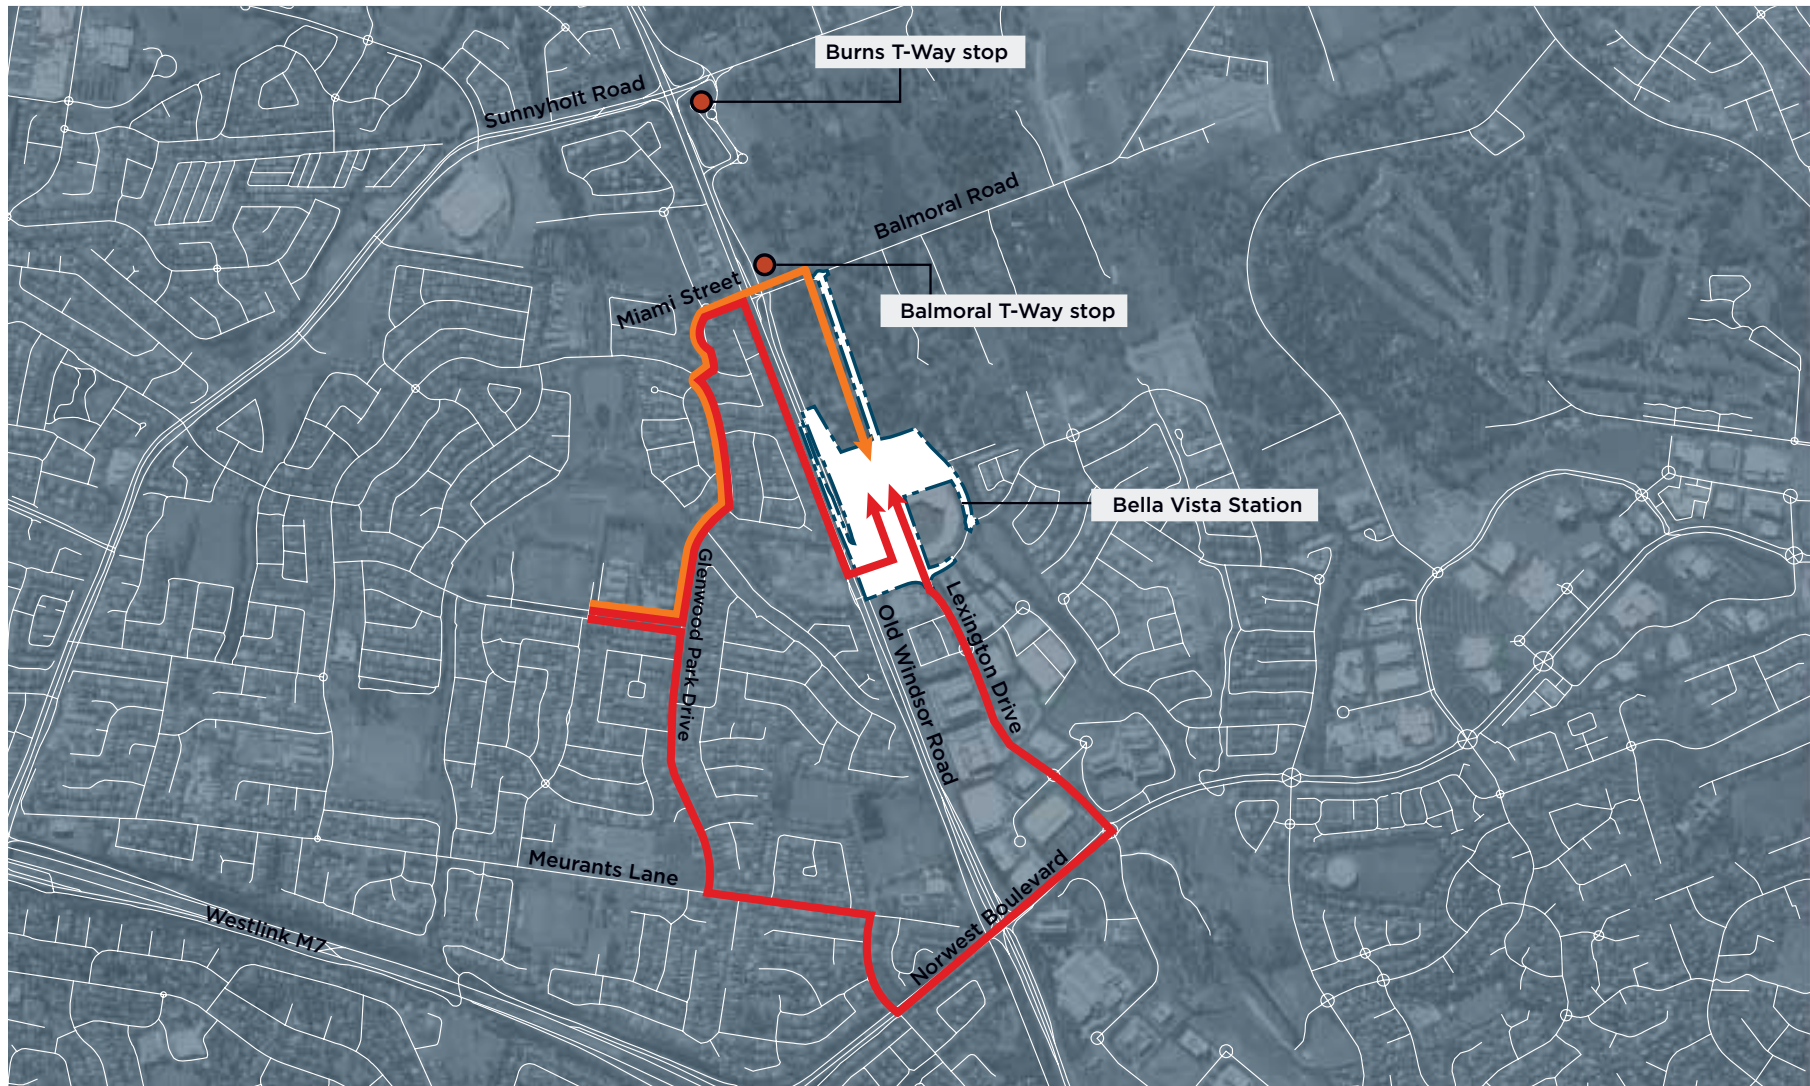 Burns T-Way stop
Sunnyholt Road
Balmoral Road
Miami Street
Balmoral T-Way stop
Bella Vista Station
Glenwood Park Drive
Old Windsor Road
Lexington Drive
Meurants Lane
Norwest Boulevard
Westlink M7